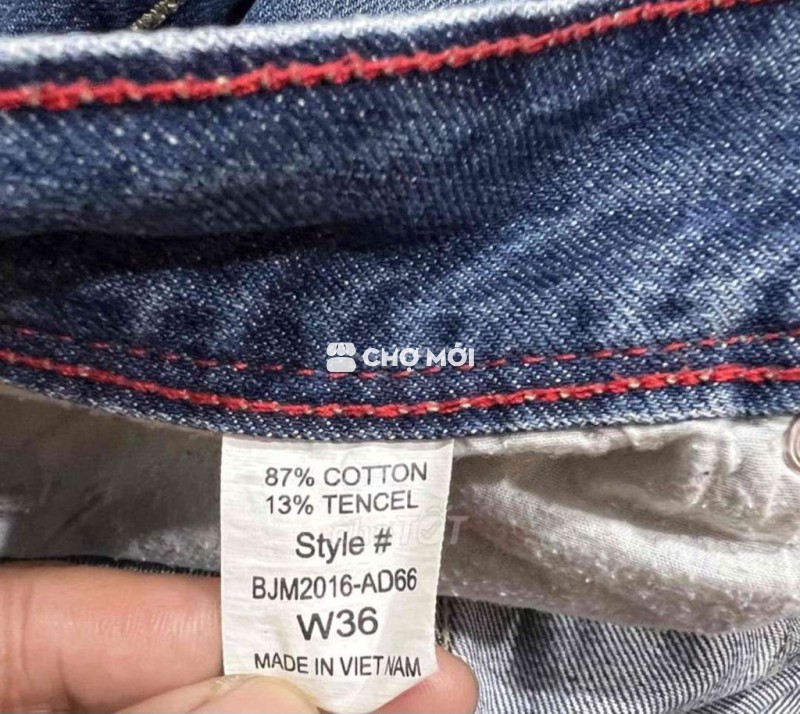 CHỢ MỚI
87% COTTON
13% TENCEL
Style #
BJM2016-AD66
W36
MADE IN VIETNAM